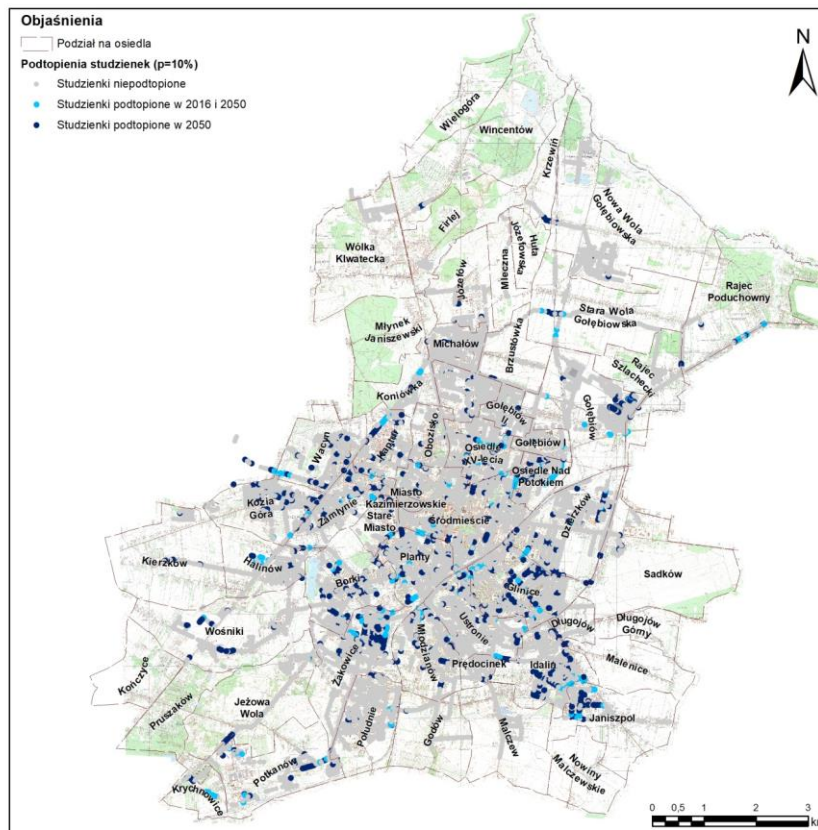 Objaśnienia
Podział na osiedla
Podtopienia studzienek (p=10%)
Studzienki niepodtopione
Studzienki podtopione w 2016 i 2050
Studzienki podtopione w 2050
N
Wielogóra
Wincentów
Krzewiń
Nowa Wola
Gołębiowska
Firlej
Huta
Józefowska
Mleczna
Wólka
Klwatecka
Józefów
Rajec
Poduchowny
Stara Wola
Gołębiowska
Młynek
Janiszewski
Brzustówka
Michałów
Rajec
Szlachecki
Koniówka
Gołębiów
II
Gołębiów
Obozisko
Kaptur
Wacyn
Osiedle
XV-lecia
Gołębiów I
Osiedle Nad
Potokiem
Miasto
Kazimierzowskie
Kozia
Góra
Zamłynie
Stare
Miasto
Śródmieście
Dzierzków
Planty
Kierzków
Halinów
Sadków
Borki
Glinice
Wośniki
Ustronie
Długojów
Długojów
Górny
Młodzianów
Żakowice
Prędocinek
Idalin
Malenice
Kończyce
Pruszaków
Jeżowa
Wola
Janiszpol
Południe
Godów
Malczew
Potkanów
Nowiny
Malczewskie
Krychnowice
0 0,5 1 2 3
km